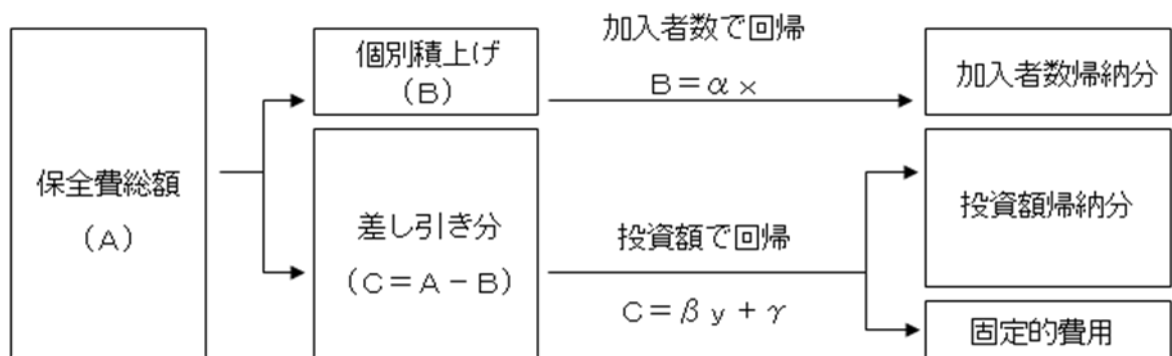 保全費総額
(A)
個別積上げ
(B)
差し引き分
(C=A-B)
加入者数で回帰
B=αx
投資額で回帰
C=βy+γ
加入者数帰納分
投資額帰納分
固定的費用